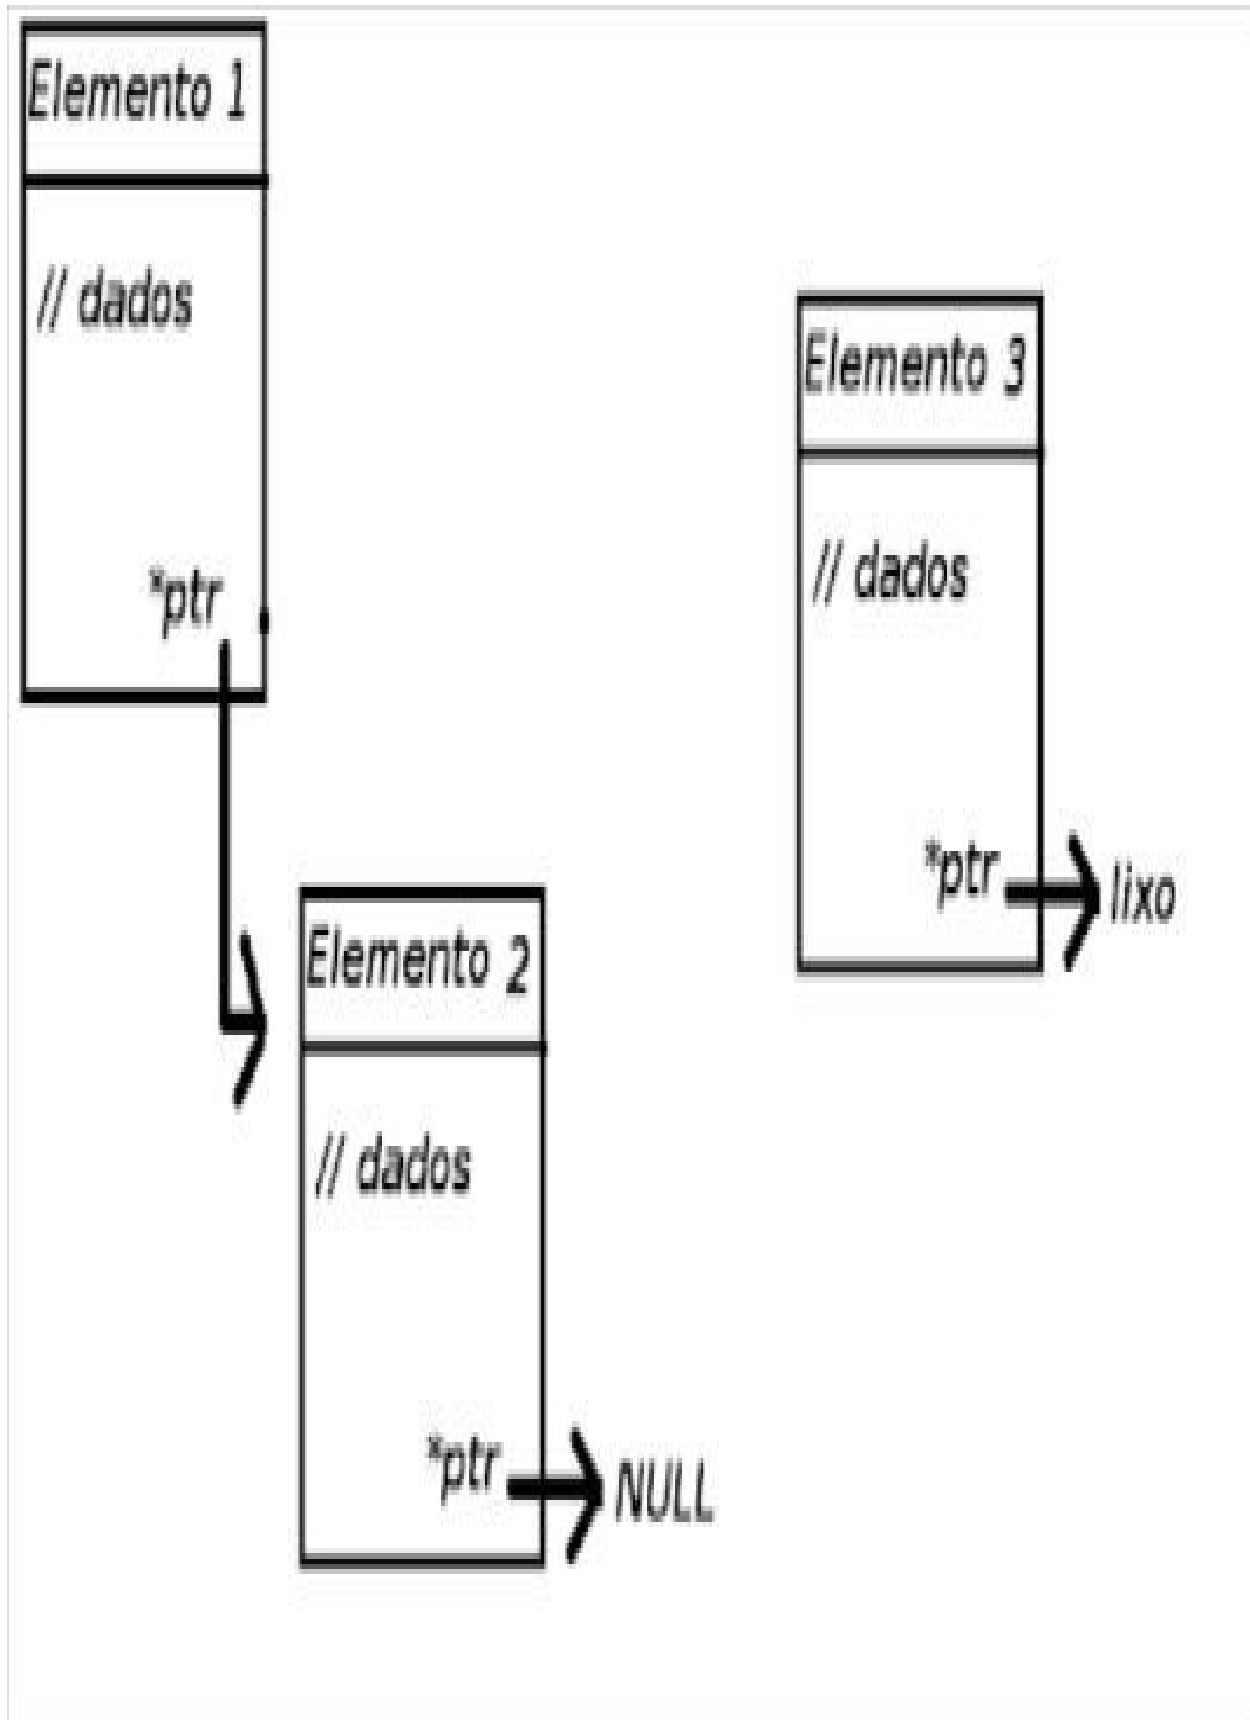 Elemento 1
// dados
*ptr
Elemento 2
// dados
*ptr
NULL
Elemento 3
// dados
*ptr
lixo